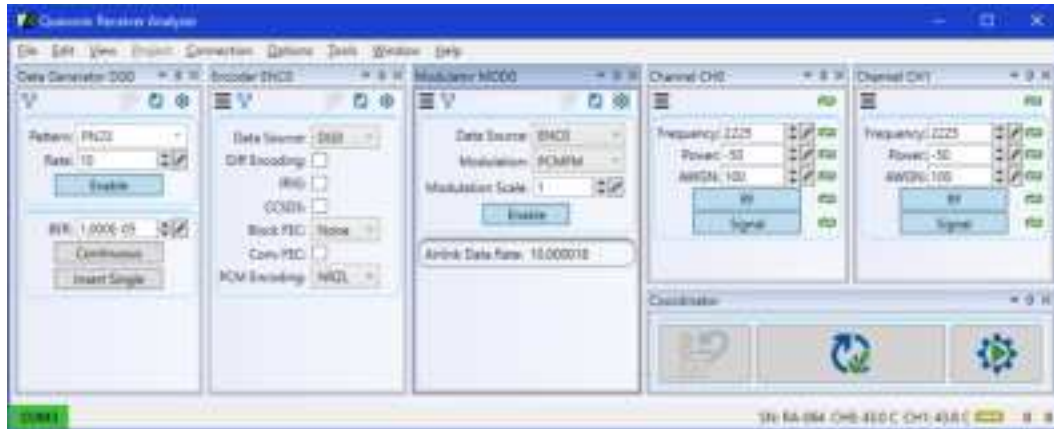 Quasonix Receiver Analyzer
File Edit View Project Connection Options Tools Window Help
Data Generator DG0
Pattern: PN23
Rate: 10
Enable
BER: 1.000E-05
Continuous
Insert Single
Encoder ENC0
Data Source: DG0
Diff Encoding:
IRIG:
CCSDS:
Block FEC: None
Conv FEC:
PCM Encoding: NRZL
Modulator MOD0
Data Source: ENC0
Modulation: PCMFM
Modulation Scale: 1
Enable
Airlink Data Rate: 10.000018
Channel CH0
Frequency: 2225
Power: -50
AWGN: 100
RF
Signal
Channel CH1
Frequency: 2225
Power: -50
AWGN: 100
RF
Signal
Coordinator
COM3
SN: RA-084 CH0: 43.0 C CH1: 43.0 C